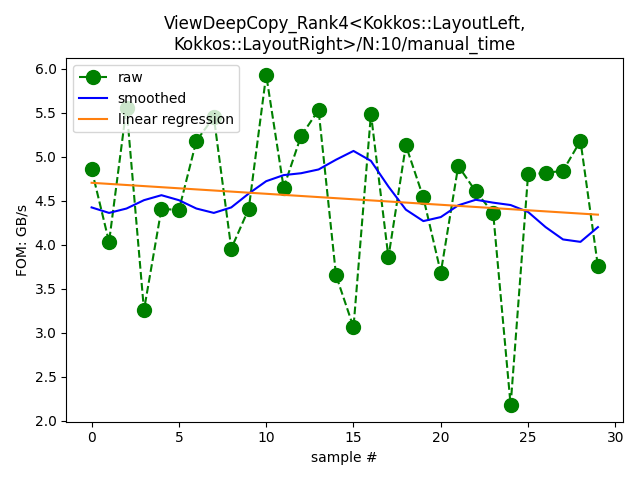 ViewDeepCopy_Rank4<Kokkos::LayoutLeft,
Kokkos::LayoutRight>/N:10/manual_time
raw
smoothed
linear regression
FOM: GB/s
6.0
5.5
5.0
4.5
4.0
3.5
3.0
2.5
2.0
0 5 10 15 20 25 30
sample #